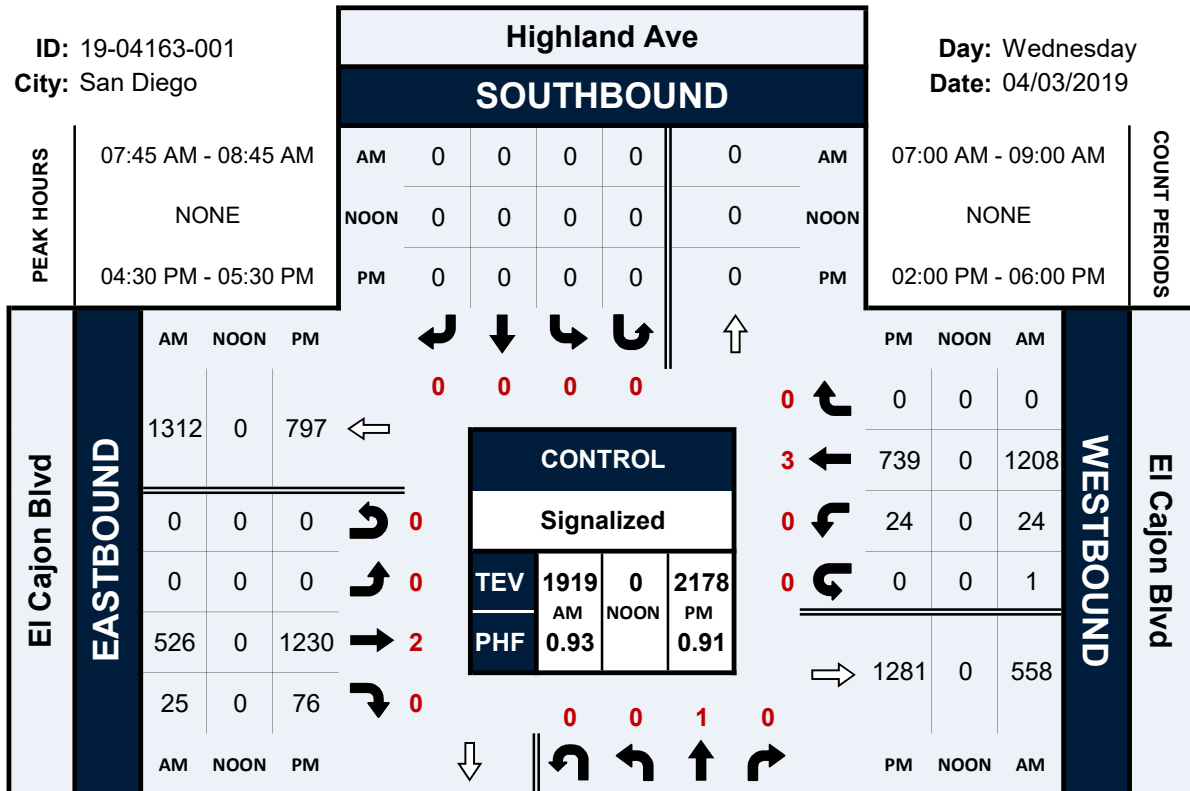 ID: 19-04163-001
City: San Diego
Highland Ave
SOUTHBOUND
Day: Wednesday
Date: 04/03/2019
PEAK HOURS
07:45 AM - 08:45 AM
NONE
04:30 PM - 05:30 PM
AM 0 0 0 0 0 AM
NOON 0 0 0 0 0 NOON
PM 0 0 0 0 0 PM
07:00 AM - 09:00 AM
NONE
02:00 PM - 06:00 PM
COUNT PERIODS
0 0 0 0
El Cajon Blvd
EASTBOUND
AM NOON PM
1312 0 797
0 0 0 0
0 0 0 0
526 0 1230 2
25 0 76 0
AM NOON PM
CONTROL
Signalized
TEV 1919 0 2178
AM NOON PM
PHF 0.93 0.91
PM NOON AM
0 0 0 0
3 739 0 1208
0 24 0 24
0 0 0 1
1281 0 558
PM NOON AM
WESTBOUND
El Cajon Blvd
0 0 1 0